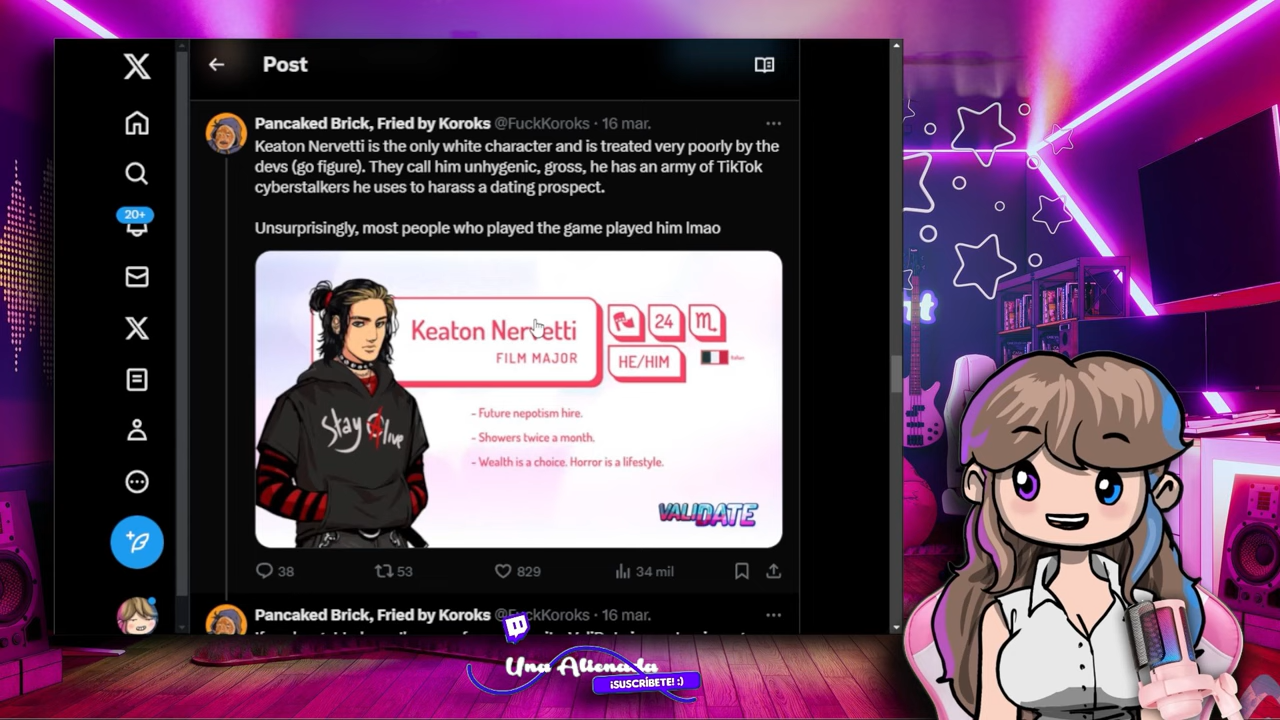 Post
Pancaked Brick, Fried by Koroks @FuckKoroks · 16 mar.
Keaton Nervetti is the only white character and is treated very poorly by the
devs (go figure). They call him unhygenic, gross, he has an army of TikTok
cyberstalkers he uses to harass a dating prospect.
Unsurprisingly, most people who played the game played him lmao
20+
Keaton Nervetti
FILM MAJOR
24
HE/HIM
Italian
Stay alive
- Future nepotism hire.
- Showers twice a month.
- Wealth is a choice. Horror is a lifestyle.
VALIDATE
38
53
829
34 mil
Pancaked Brick, Fried by Koroks @FuckKoroks · 16 mar.
Una Alienada
¡SUSCRÍBETE! :)